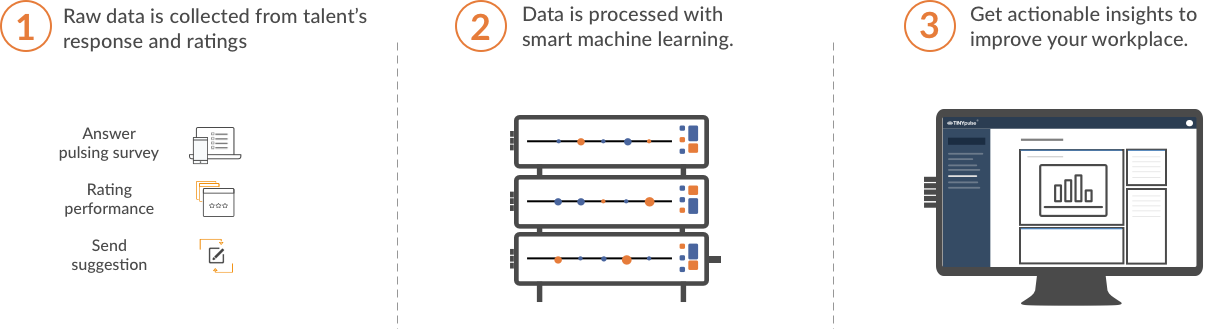 1
Raw data is collected from talent's
response and ratings
Answer
pulsing survey
Rating
performance
Send
suggestion
2
Data is processed with
smart machine learning.
3
Get actionable insights to
improve your workplace.
TINYpulse